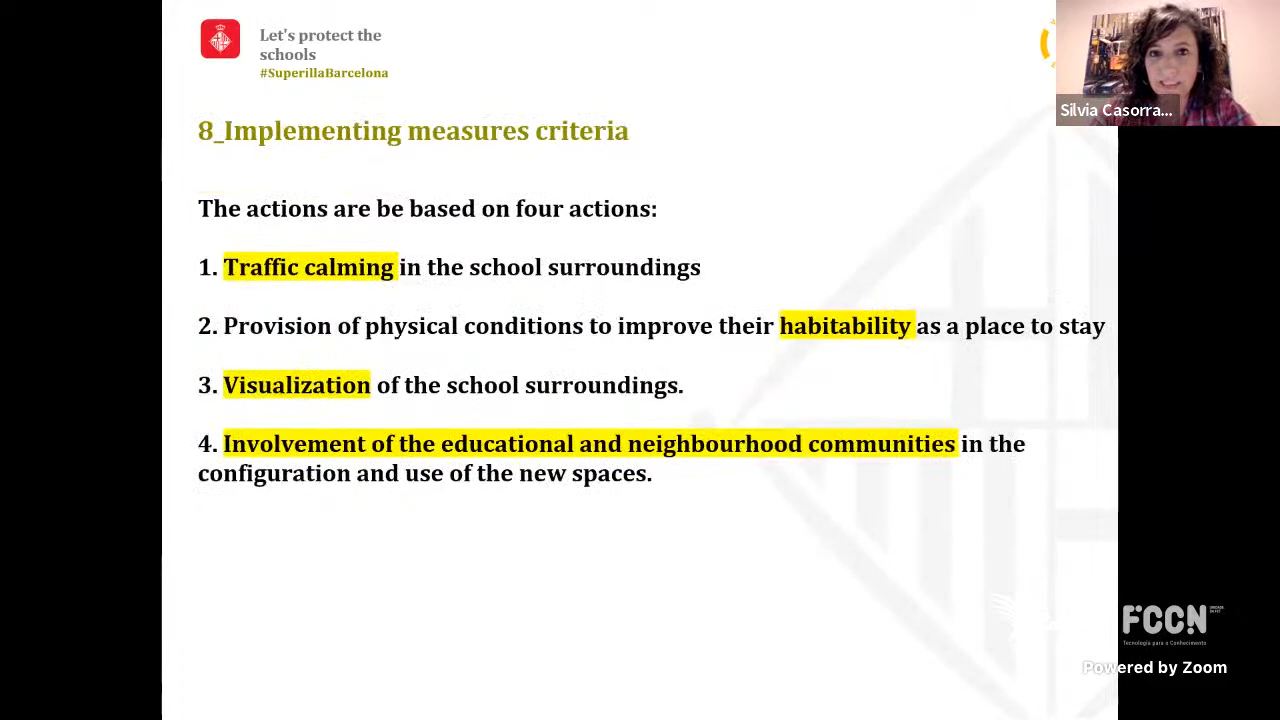 Let's protect the
schools
#SuperillaBarcelona
Silvia Casorra...
8_Implementing measures criteria
The actions are be based on four actions:
1. Traffic calming in the school surroundings
2. Provision of physical conditions to improve their habitability as a place to stay
3. Visualization of the school surroundings.
4. Involvement of the educational and neighbourhood communities in the
configuration and use of the new spaces.
FCCN
Tecnologia para o Conhecimento
Powered by Zoom